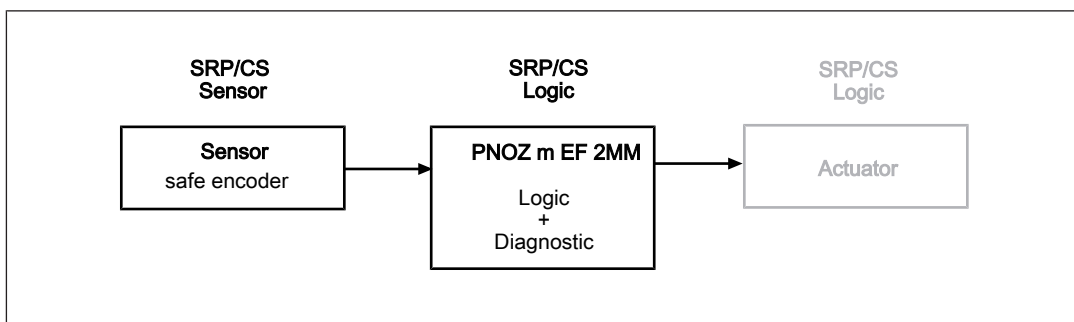 SRP/CS
Sensor
SRP/CS
Logic
SRP/CS
Logic
Sensor
safe encoder
PNOZ m EF 2MM
Logic
+
Diagnostic
Actuator